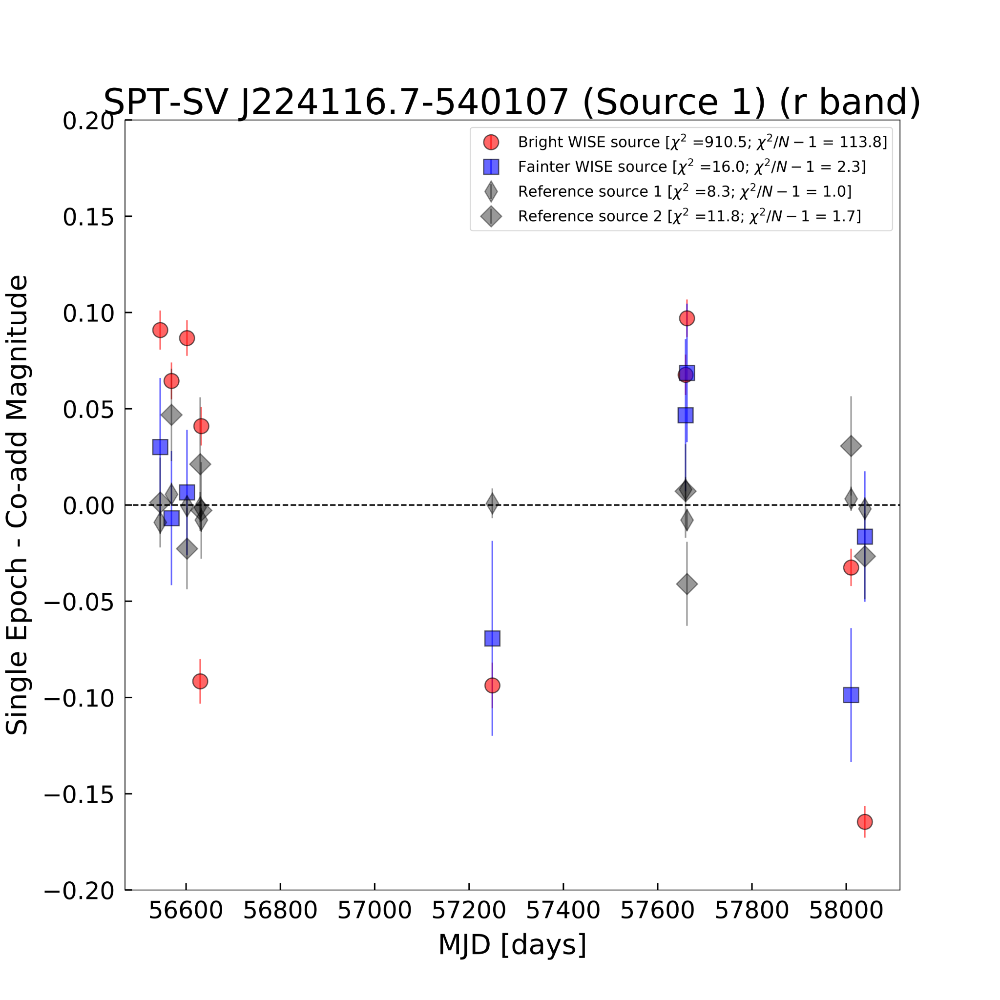 SPT-SV J224116.7-540107 (Source 1) (r band)
Bright WISE source [χ² =910.5; χ²/N − 1 = 113.8]
Fainter WISE source [χ² =16.0; χ²/N − 1 = 2.3]
Reference source 1 [χ² =8.3; χ²/N − 1 = 1.0]
Reference source 2 [χ² =11.8; χ²/N − 1 = 1.7]
Single Epoch - Co-add Magnitude
0.20
0.15
0.10
0.05
0.00
−0.05
−0.10
−0.15
−0.20
56600 56800 57000 57200 57400 57600 57800 58000
MJD [days]